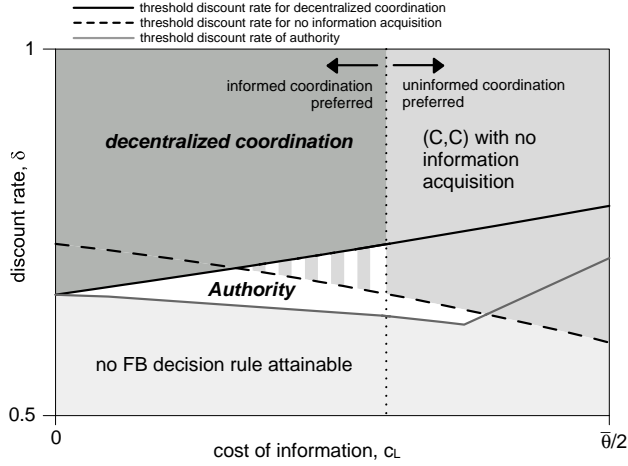 threshold discount rate for decentralized coordination
threshold discount rate for no information acquisition
threshold discount rate of authority
1
informed coordination
preferred
uninformed coordination
preferred
decentralized coordination
(C,C) with no
information
acquisition
discount rate, δ
Authority
no FB decision rule attainable
0.5
0
cost of information, cL
θ̅/2